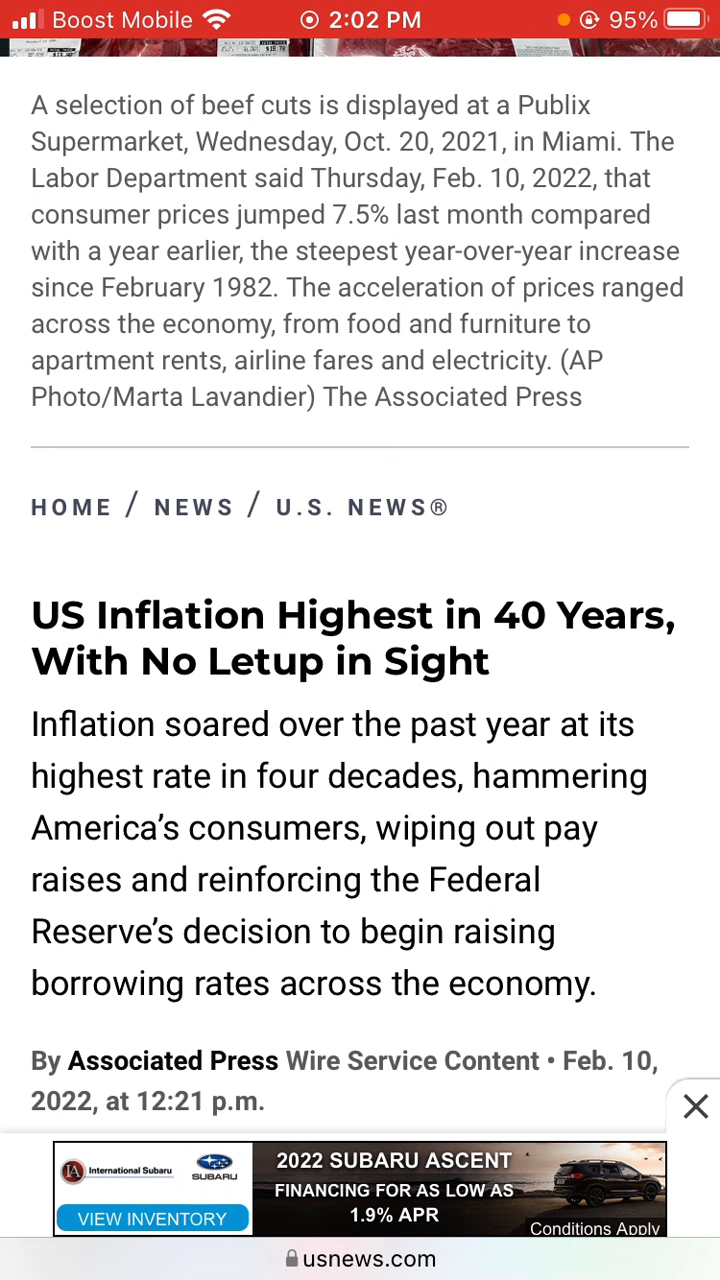 Boost Mobile 2:02 PM 95%
A selection of beef cuts is displayed at a Publix
Supermarket, Wednesday, Oct. 20, 2021, in Miami. The
Labor Department said Thursday, Feb. 10, 2022, that
consumer prices jumped 7.5% last month compared
with a year earlier, the steepest year-over-year increase
since February 1982. The acceleration of prices ranged
across the economy, from food and furniture to
apartment rents, airline fares and electricity. (AP
Photo/Marta Lavandier) The Associated Press
HOME / NEWS / U.S. NEWS®
US Inflation Highest in 40 Years,
With No Letup in Sight
Inflation soared over the past year at its
highest rate in four decades, hammering
America’s consumers, wiping out pay
raises and reinforcing the Federal
Reserve’s decision to begin raising
borrowing rates across the economy.
By Associated Press Wire Service Content • Feb. 10,
2022, at 12:21 p.m.
IA International Subaru
SUBARU
VIEW INVENTORY
2022 SUBARU ASCENT
FINANCING FOR AS LOW AS
1.9% APR
Conditions Apply
usnews.com